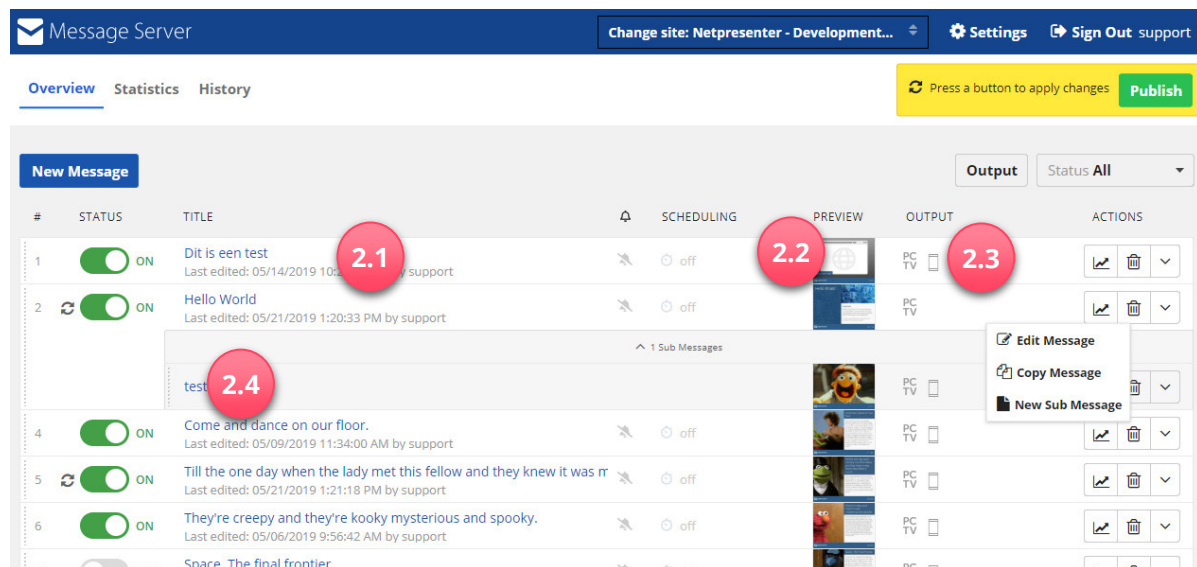 Message Server
Change site: Netpresenter - Development...
Settings
Sign Out support
Overview Statistics History
Press a button to apply changes Publish
New Message
Output
Status All
# STATUS TITLE SCHEDULING PREVIEW OUTPUT ACTIONS
1 ON Dit is een test off PC TV
Last edited: 05/14/2019 by support
2.1
2.2
2.3
2 ON Hello World off PC TV
Last edited: 05/21/2019 1:20:33 PM by support
1 Sub Messages
Edit Message
Copy Message
New Sub Message
test PC TV
2.4
4 ON Come and dance on our floor. off PC TV
Last edited: 05/09/2019 11:34:00 AM by support
5 ON Till the one day when the lady met this fellow and they knew it was m off PC TV
Last edited: 05/21/2019 1:21:18 PM by support
6 ON They're creepy and they're kooky mysterious and spooky. off PC TV
Last edited: 05/06/2019 9:56:42 AM by support
Space. The final frontier